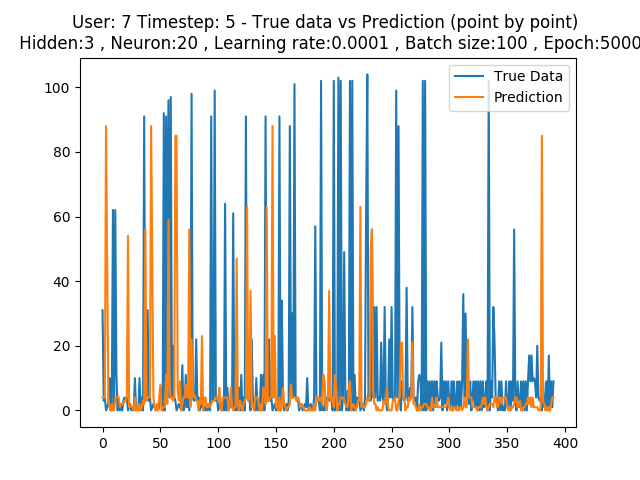 User: 7 Timestep: 5 - True data vs Prediction (point by point)
Hidden:3 , Neuron:20 , Learning rate:0.0001 , Batch size:100 , Epoch:5000
True Data
Prediction
100
80
60
40
20
0
0 50 100 150 200 250 300 350 400